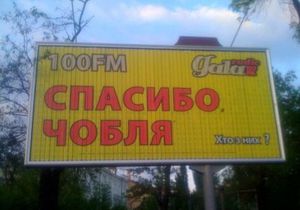 100FM
Gala radio
СПАСИБО,
ЧОБЛЯ
Хто з них ?